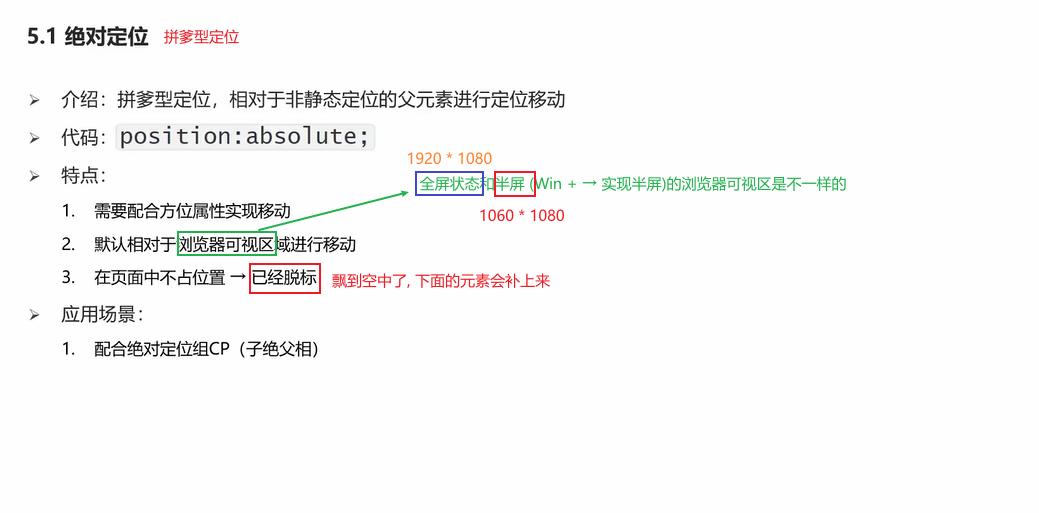 5.1 绝对定位 拼爹型定位
➢ 介绍：拼爹型定位，相对于非静态定位的父元素进行定位移动
➢ 代码：position:absolute;
1920 * 1080
➢ 特点：
全屏状态和半屏 (Win + → 实现半屏)的浏览器可视区是不一样的
1. 需要配合方位属性实现移动
1060 * 1080
2. 默认相对于浏览器可视区域进行移动
3. 在页面中不占位置 → 已经脱标 飘到空中了, 下面的元素会补上来
➢ 应用场景：
1. 配合绝对定位组CP（子绝父相）